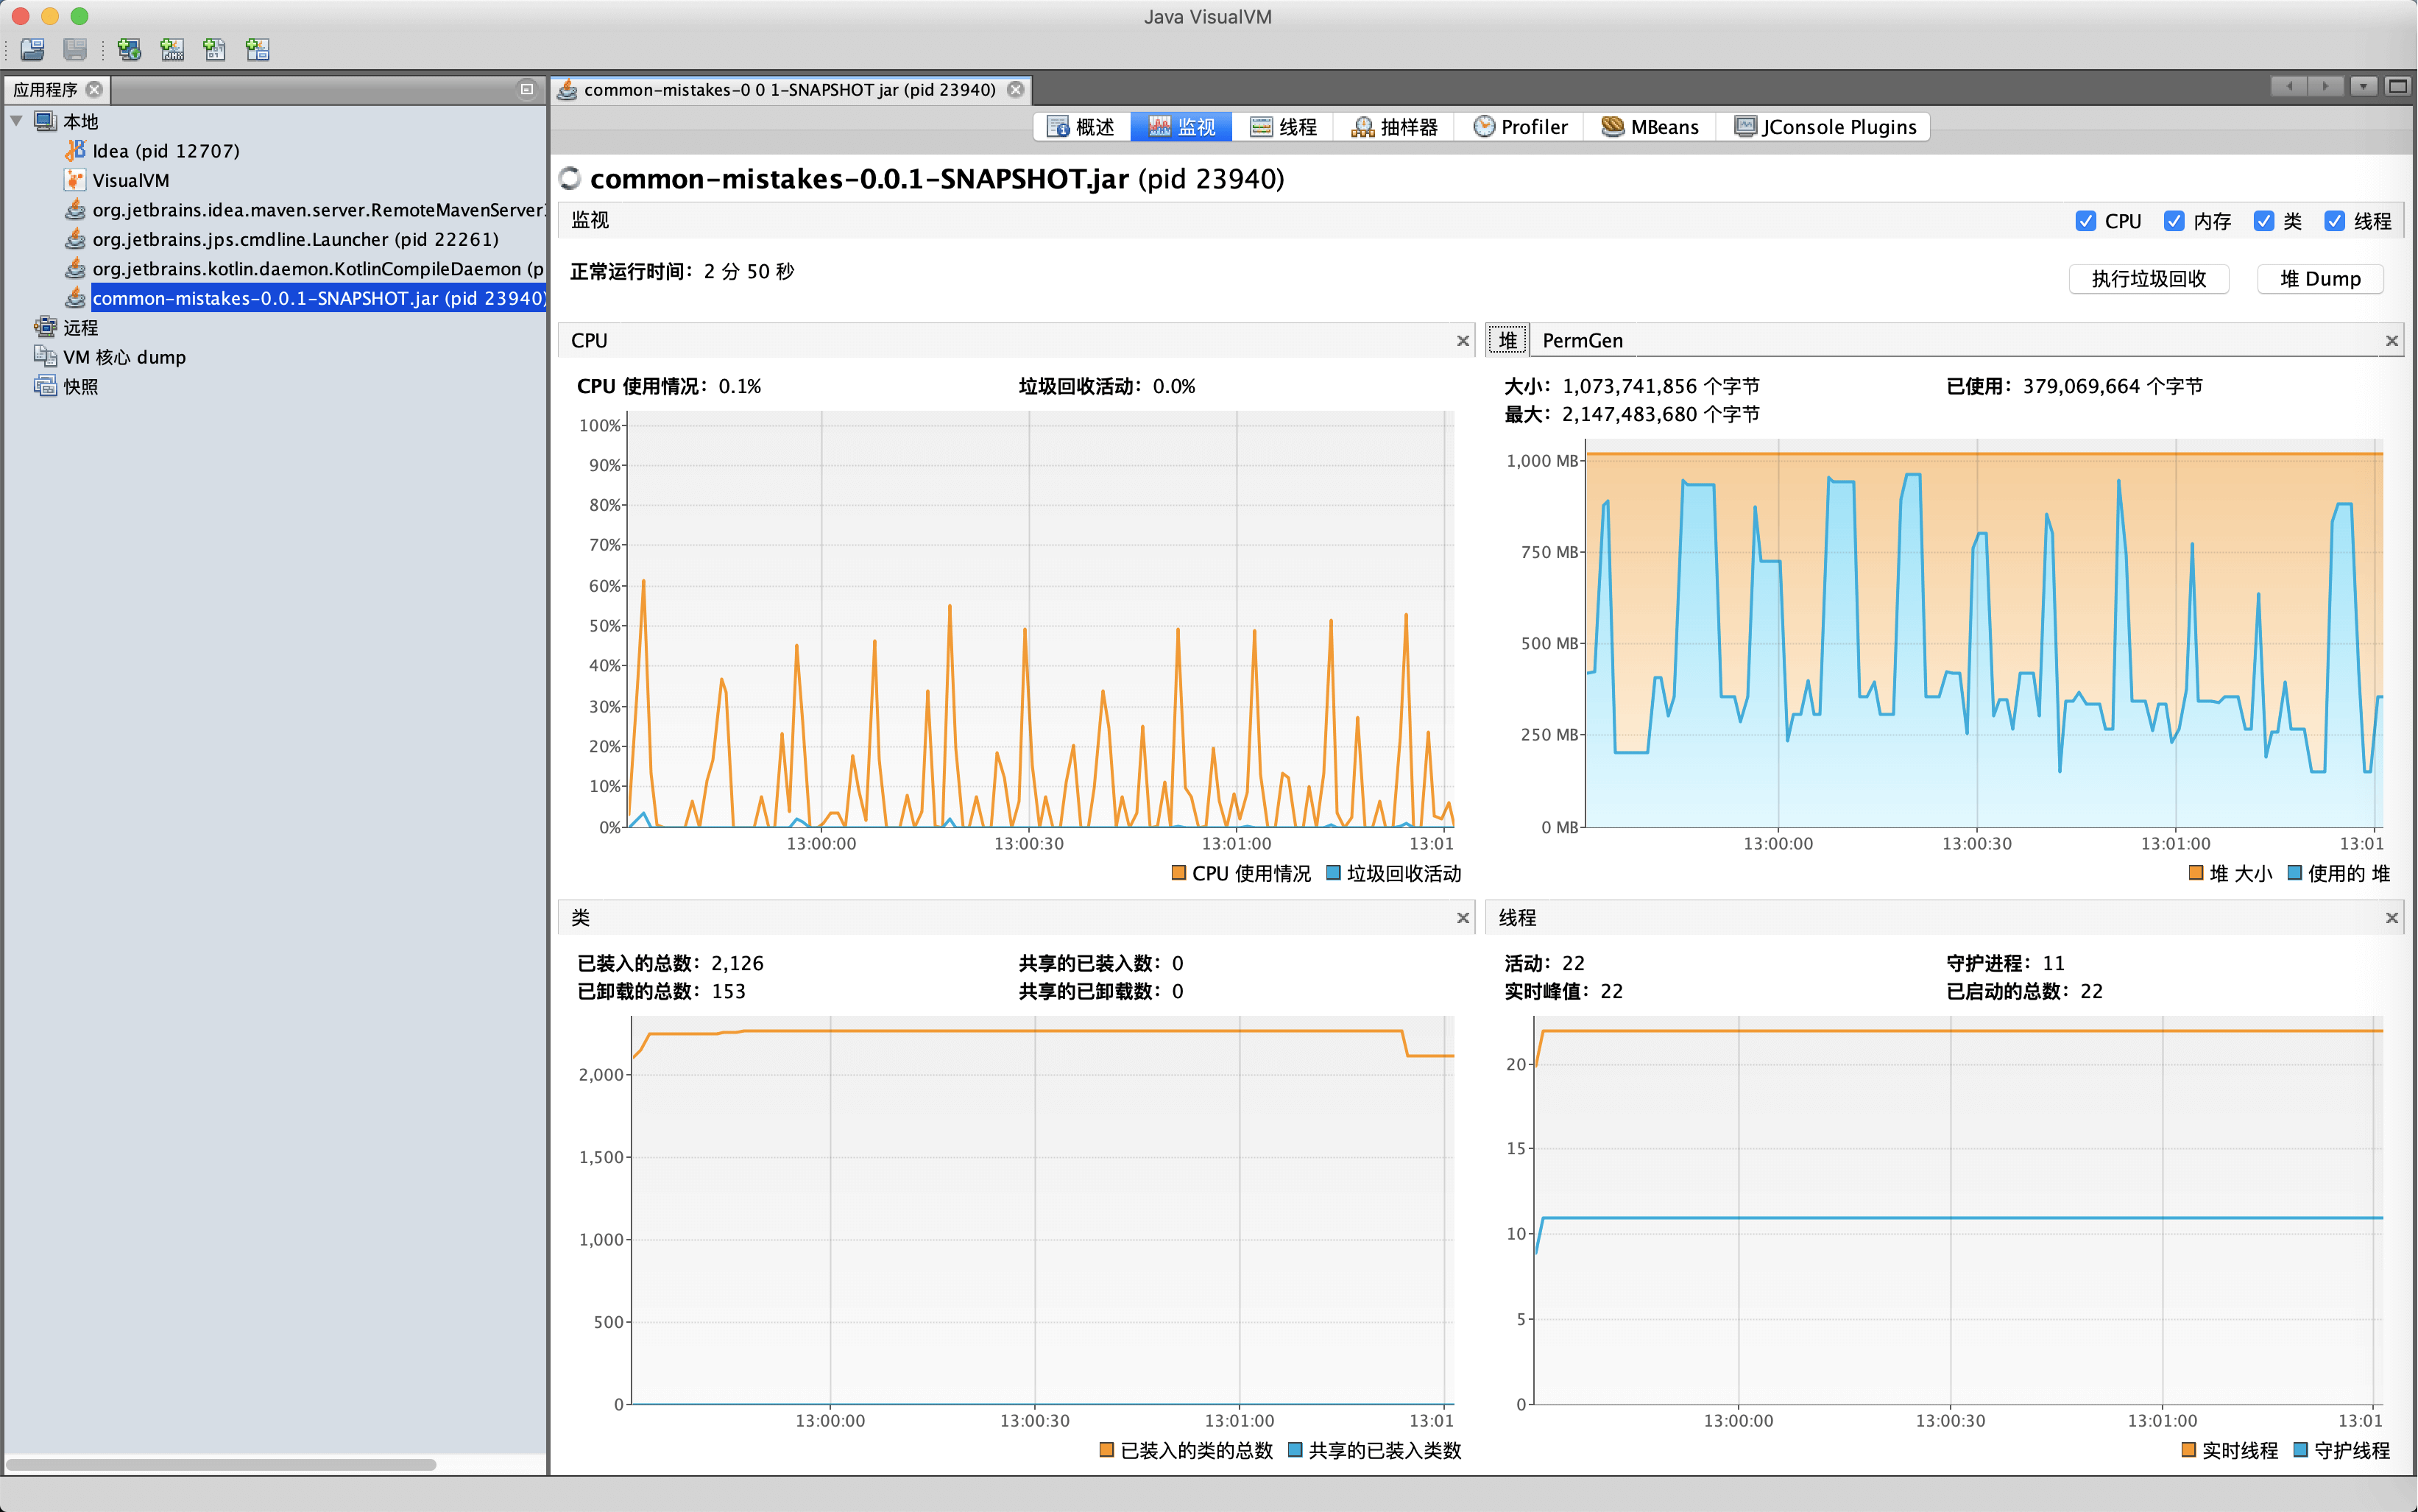 Java VisualVM
应用程序
本地
Idea (pid 12707)
VisualVM
org.jetbrains.idea.maven.server.RemoteMavenServer
org.jetbrains.jps.cmdline.Launcher (pid 22261)
org.jetbrains.kotlin.daemon.KotlinCompileDaemon (p
common-mistakes-0.0.1-SNAPSHOT.jar (pid 23940)
远程
VM 核心 dump
快照
common-mistakes-0 0 1-SNAPSHOT jar (pid 23940)
概述 监视 线程 抽样器 Profiler MBeans JConsole Plugins
common-mistakes-0.0.1-SNAPSHOT.jar (pid 23940)
监视 CPU 内存 类 线程
正常运行时间：2 分 50 秒 执行垃圾回收 堆 Dump
CPU
CPU 使用情况：0.1% 垃圾回收活动：0.0%
100%
90%
80%
70%
60%
50%
40%
30%
20%
10%
0%
13:00:00 13:00:30 13:01:00 13:01
CPU 使用情况 垃圾回收活动
堆 PermGen
大小：1,073,741,856 个字节 已使用：379,069,664 个字节
最大：2,147,483,680 个字节
1,000 MB
750 MB
500 MB
250 MB
0 MB
13:00:00 13:00:30 13:01:00 13:01
堆 大小 使用的 堆
类
已装入的总数：2,126 共享的已装入数：0
已卸载的总数：153 共享的已卸载数：0
2,000
1,500
1,000
500
0
13:00:00 13:00:30 13:01:00 13:01
已装入的类的总数 共享的已装入类数
线程
活动：22 守护进程：11
实时峰值：22 已启动的总数：22
20
15
10
5
0
13:00:00 13:00:30 13:01:00 13:01
实时线程 守护线程